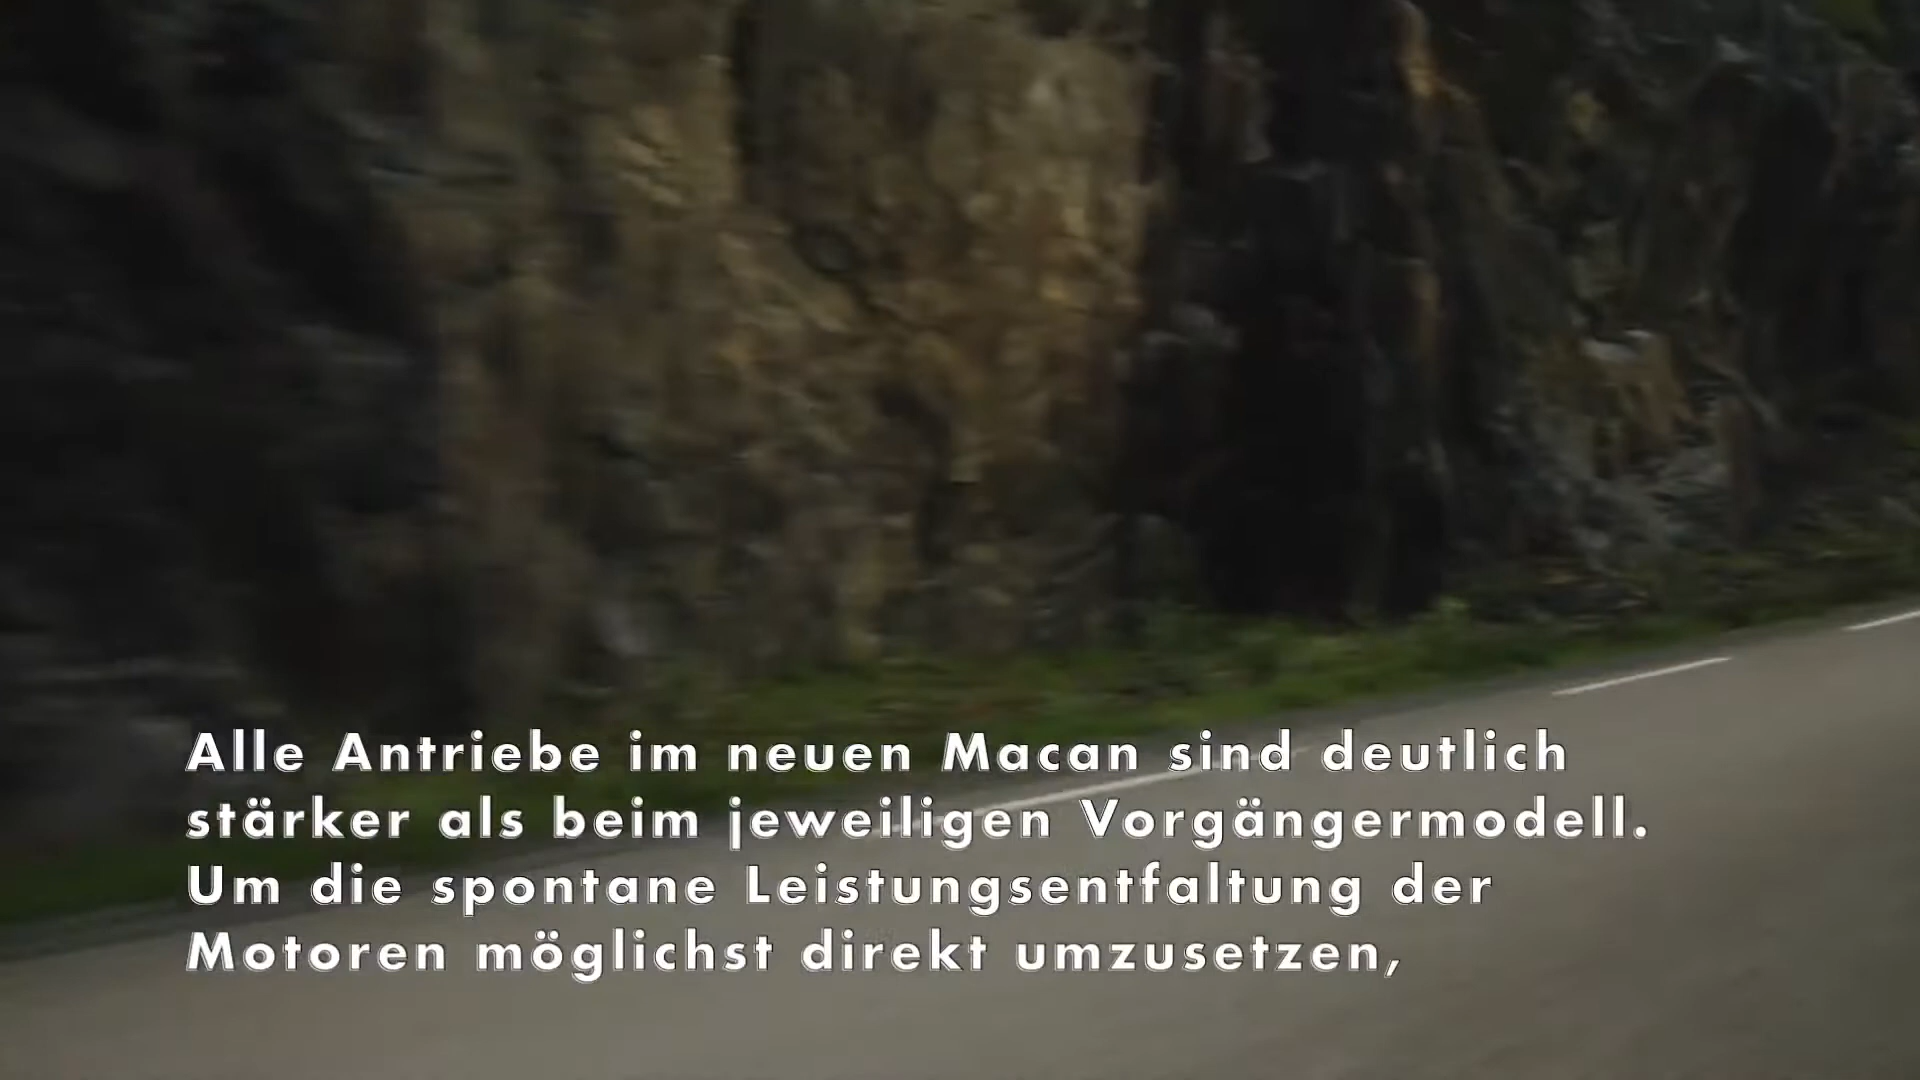 Alle Antriebe im neuen Macan sind deutlich
stärker als beim jeweiligen Vorgängermodell.
Um die spontane Leistungsentfaltung der
Motoren möglichst direkt umzusetzen,